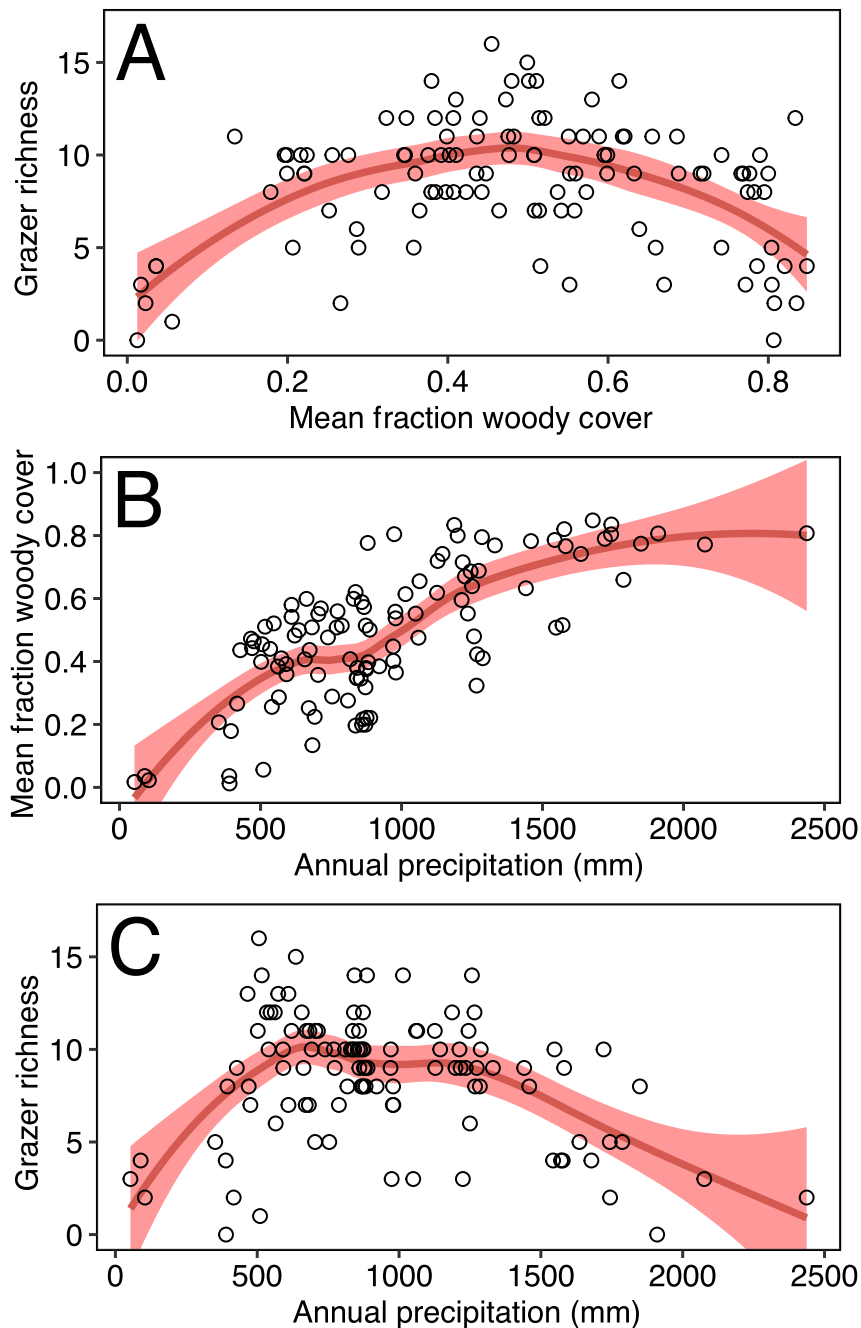 A
Grazer richness
15
10
5
0
0.0 0.2 0.4 0.6 0.8
Mean fraction woody cover
B
Mean fraction woody cover
1.0
0.8
0.6
0.4
0.2
0.0
0 500 1000 1500 2000 2500
Annual precipitation (mm)
C
Grazer richness
15
10
5
0
0 500 1000 1500 2000 2500
Annual precipitation (mm)